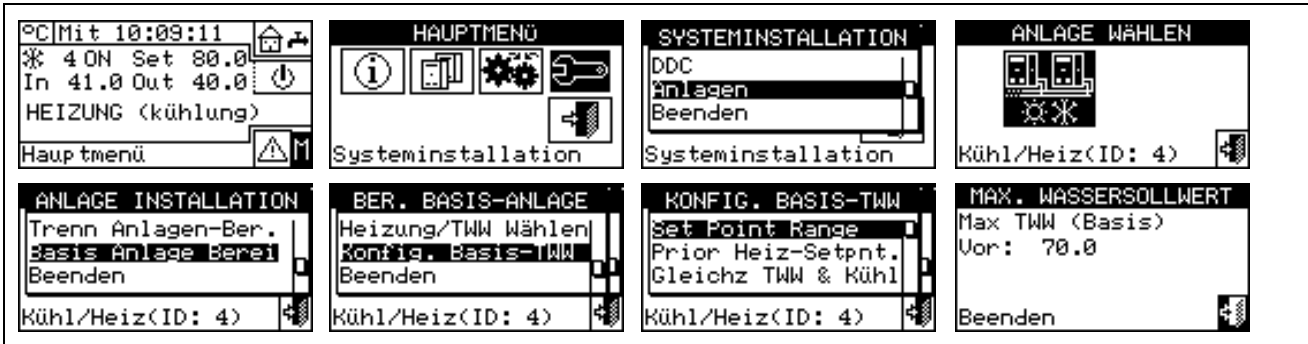 °C Mit 10:09:11
4 ON Set 80.0
In 41.0 Out 40.0
HEIZUNG (kühlung)
Haup tmenü M
HAUPTMENÜ
Systeminstallation
SYSTEMINSTALLATION
DDC
Anlagen
Beenden
Systeminstallation
ANLAGE WÄHLEN
Kühl/Heiz(ID: 4)
ANLAGE INSTALLATION
Trenn Anlagen-Ber.
Basis Anlage Berei
Beenden
Kühl/Heiz(ID: 4)
BER. BASIS-ANLAGE
Heizung/TWW Wählen
Konfig. Basis-TWW
Beenden
Kühl/Heiz(ID: 4)
KONFIG. BASIS-TWW
Set Point Range
Prior Heiz-Setpnt.
Gleichz TWW & Kühl
Kühl/Heiz(ID: 4)
MAX. WASSERSOLLWERT
Max TWW (Basis)
Vor: 70.0
Beenden